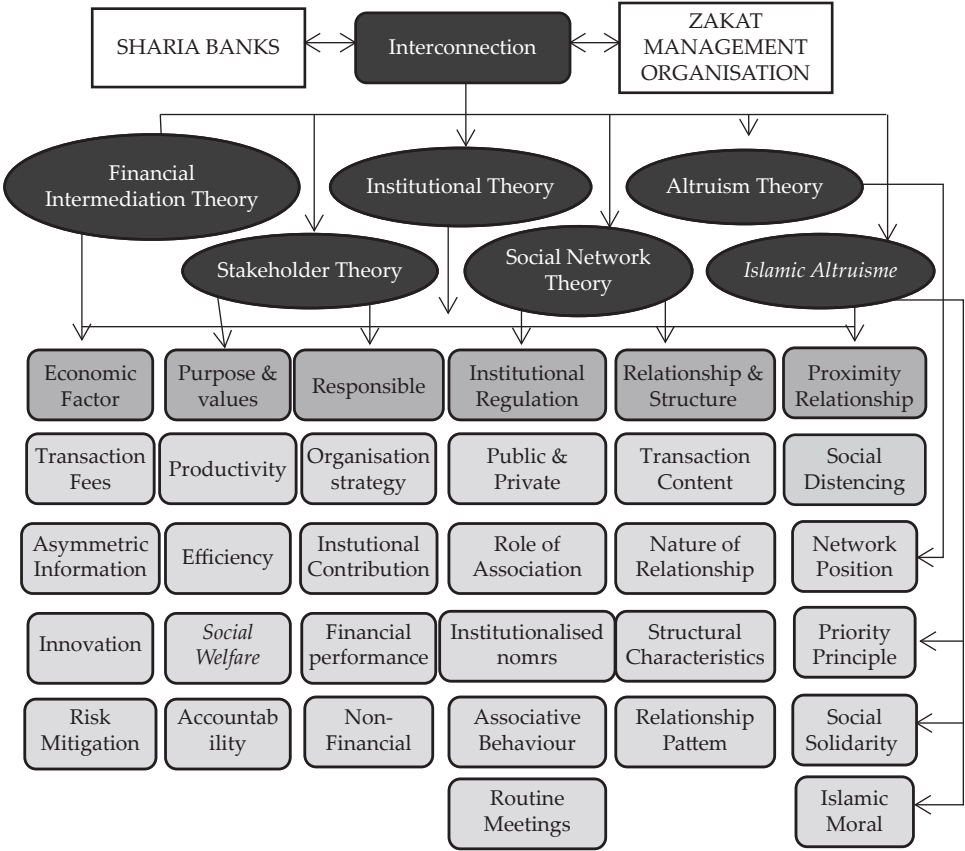 SHARIA BANKS
Interconnection
ZAKAT
MANAGEMENT
ORGANISATION
Financial
Intermediation Theory
Institutional Theory
Altruism Theory
Stakeholder Theory
Social Network
Theory
Islamic Altruisme
Economic
Factor
Purpose &
values
Responsible
Institutional
Regulation
Relationship &
Structure
Proximity
Relationship
Transaction
Fees
Productivity
Organisation
strategy
Public &
Private
Transaction
Content
Social
Distencing
Asymmetric
Information
Efficiency
Instutional
Contribution
Role of
Association
Nature of
Relationship
Network
Position
Innovation
Social
Welfare
Financial
performance
Institutionalised
nomrs
Structural
Characteristics
Priority
Principle
Risk
Mitigation
Accountab
ility
Non-
Financial
Associative
Behaviour
Relationship
Pattem
Social
Solidarity
Routine
Meetings
Islamic
Moral